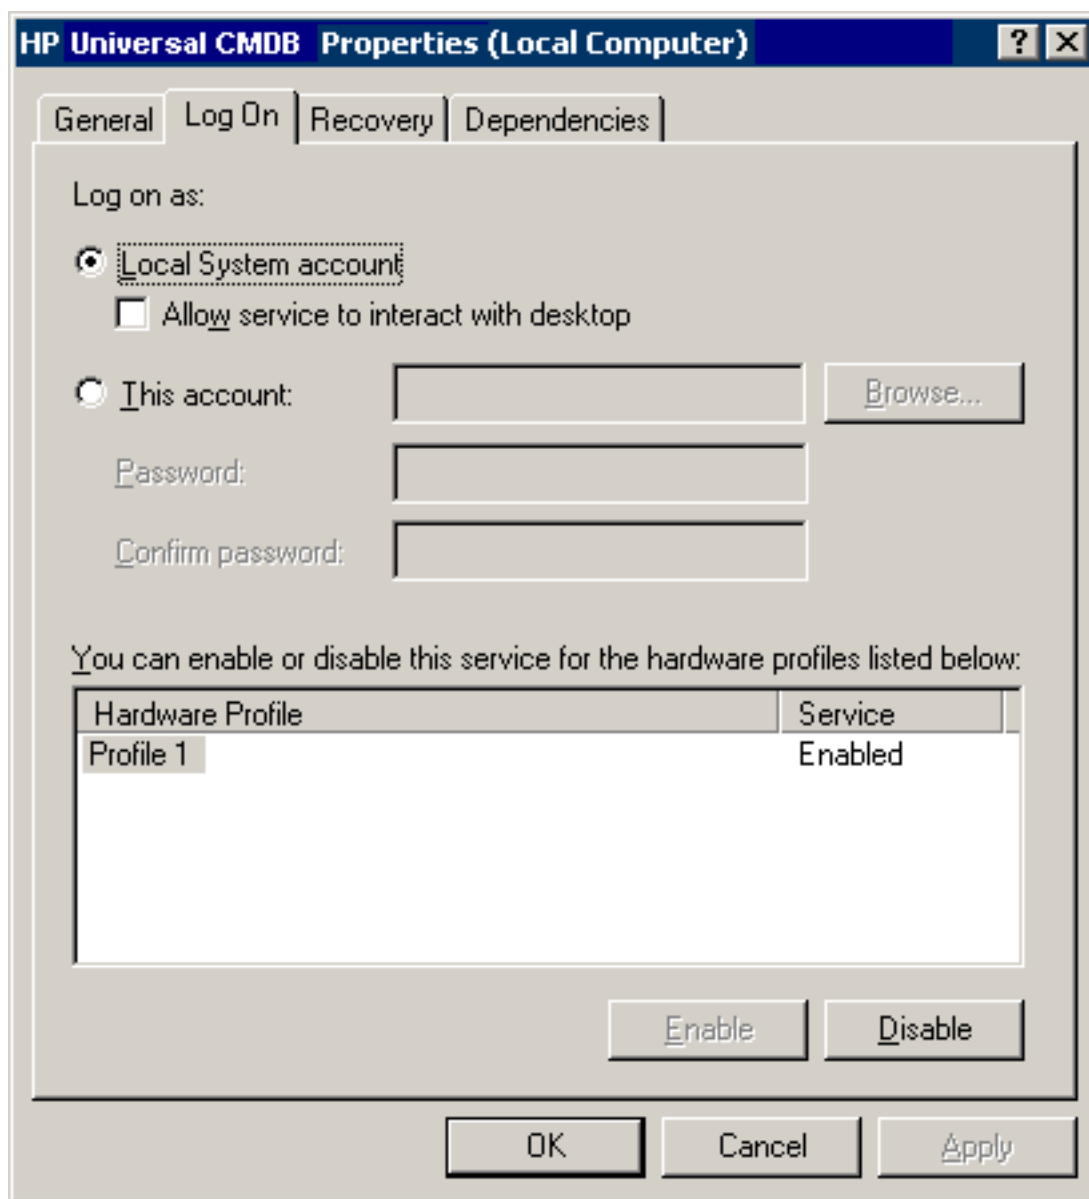 HP Universal CMDB Properties (Local Computer)
General Log On Recovery Dependencies
Log on as:
Local System account
Allow service to interact with desktop
This account: Browse...
Password:
Confirm password:
You can enable or disable this service for the hardware profiles listed below:
Hardware Profile Service
Profile 1 Enabled
Enable Disable
OK Cancel Apply